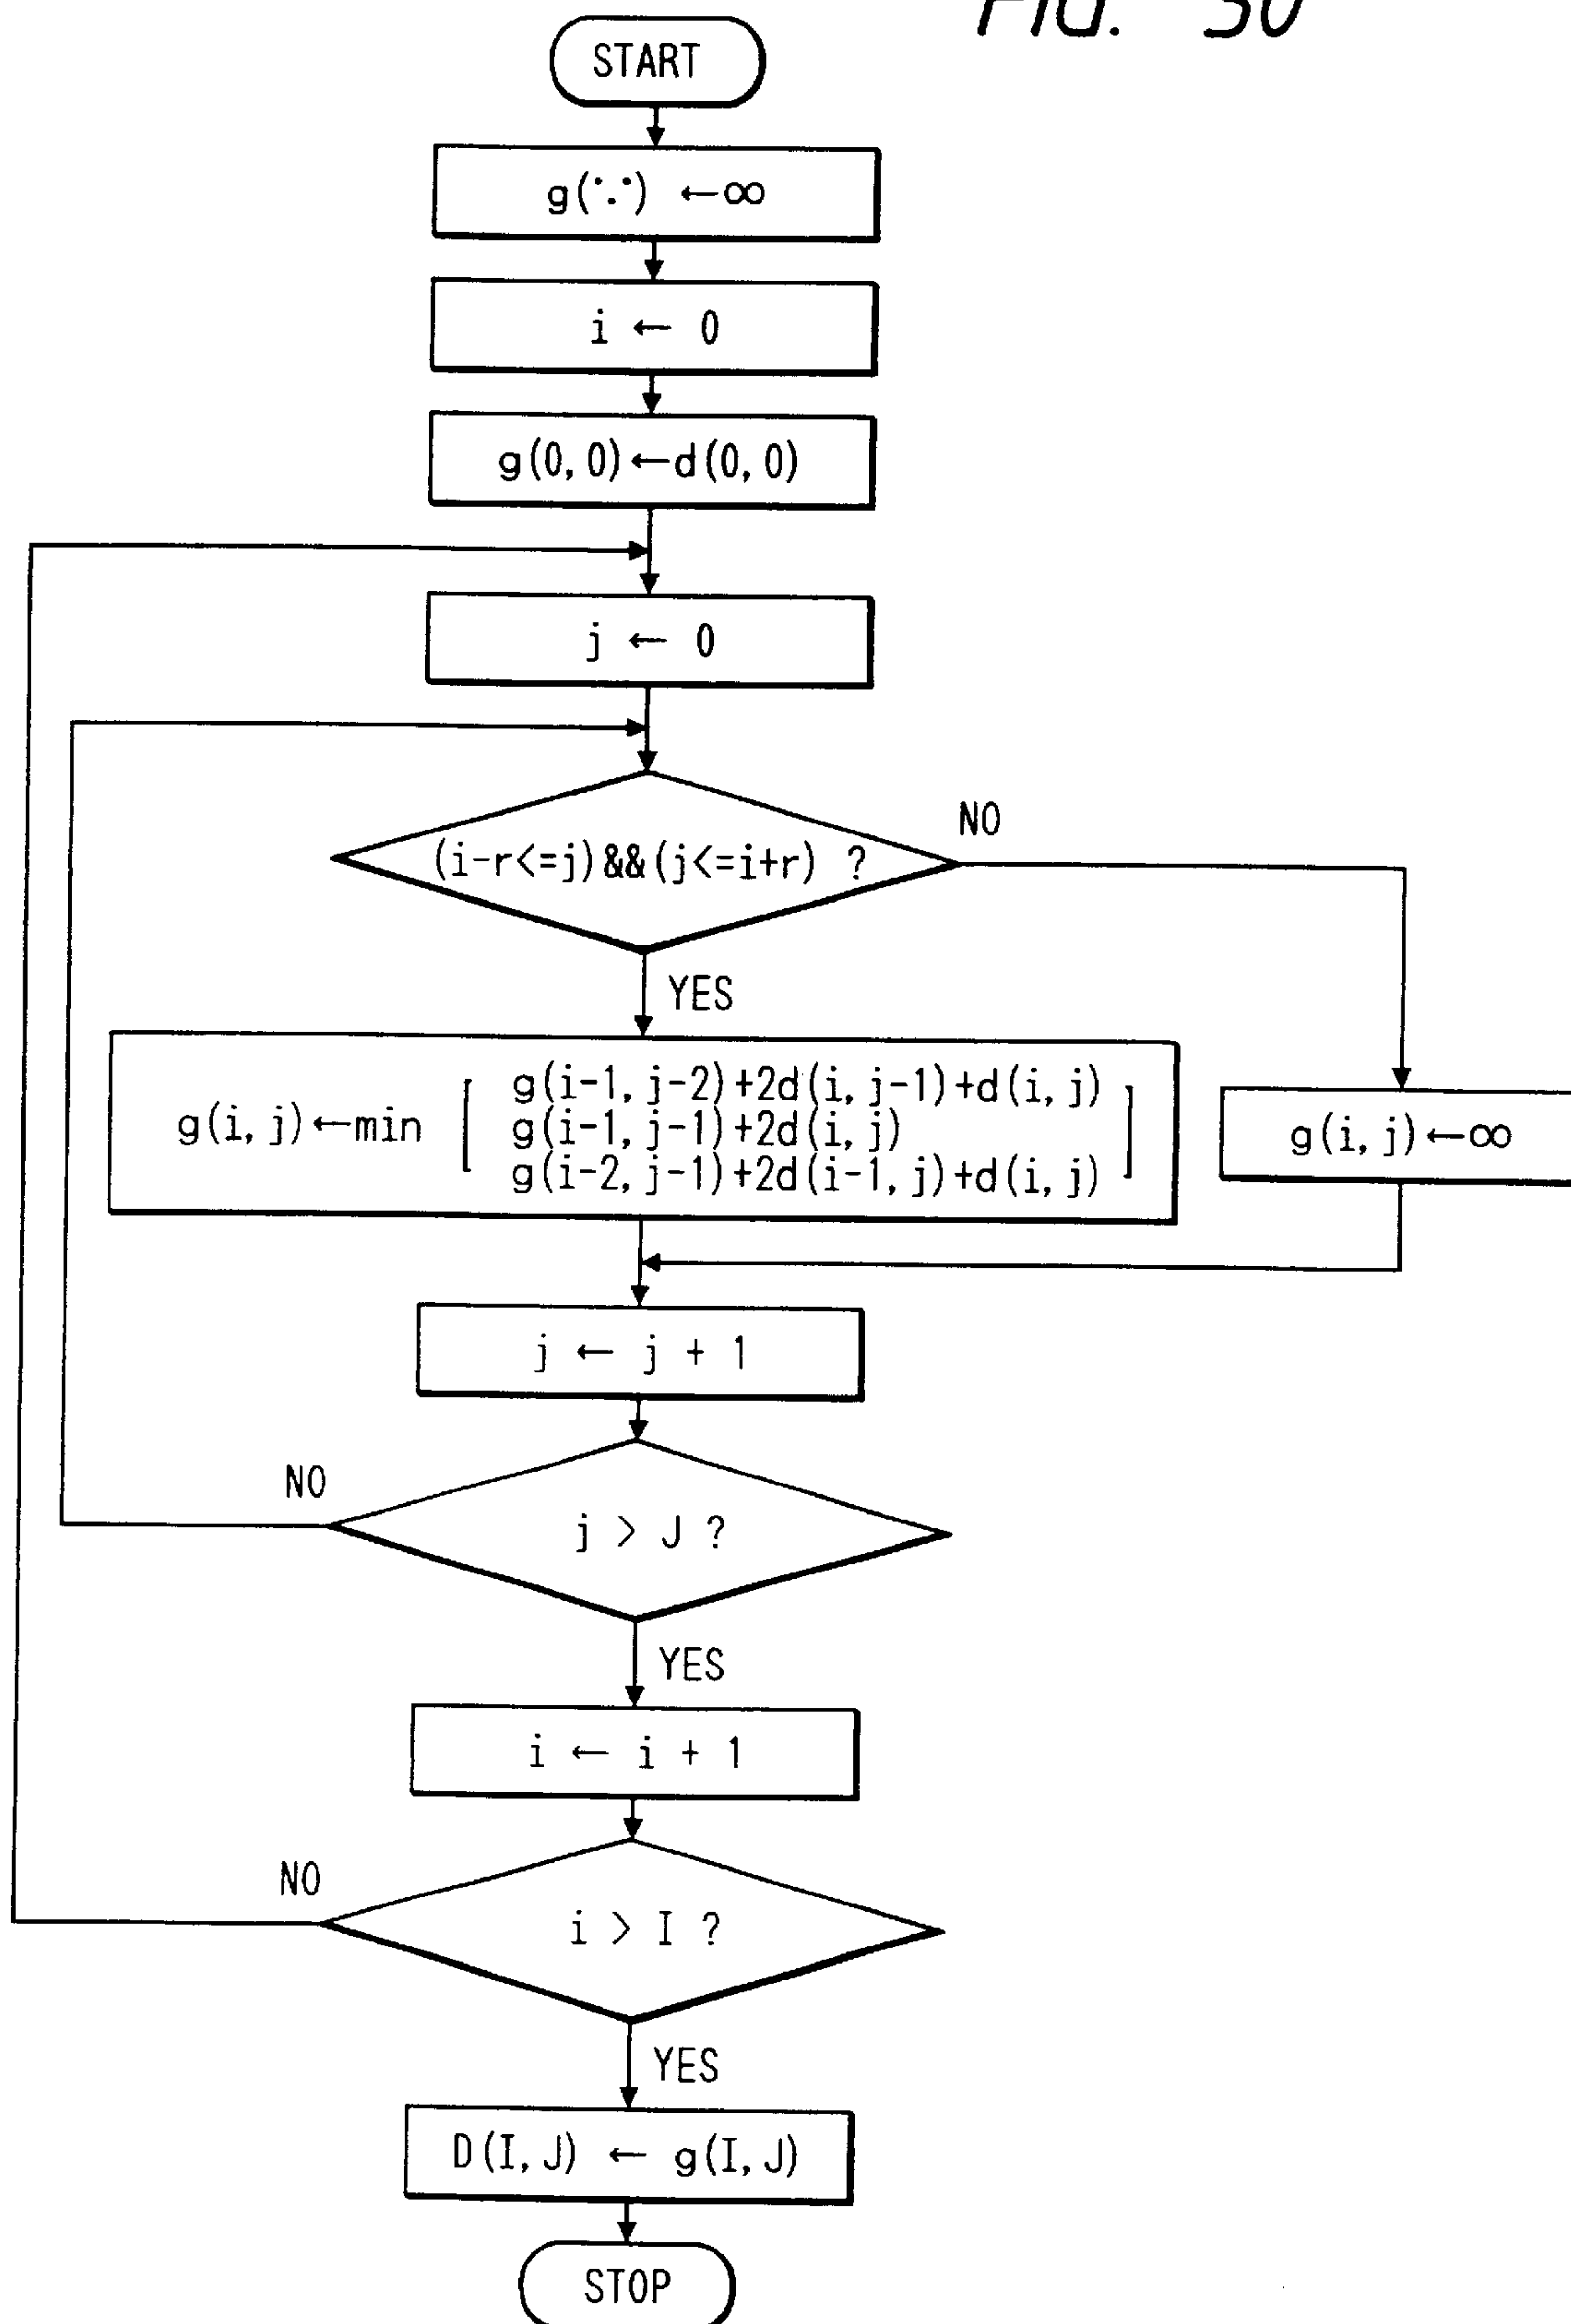 FIG. 30
START
g(∵) ←∞
i ← 0
g(0,0)←d(0,0)
j ← 0
(i-r<=j)&&(j<=i+r) ?
NO
YES
g(i,j)←min
g(i-1,j-2)+2d(i,j-1)+d(i,j)
g(i-1,j-1)+2d(i,j)
g(i-2,j-1)+2d(i-1,j)+d(i,j)
g(i,j)←∞
j ← j + 1
NO
j > J ?
YES
i ← i + 1
NO
i > I ?
YES
D(I,J) ← g(I,J)
STOP